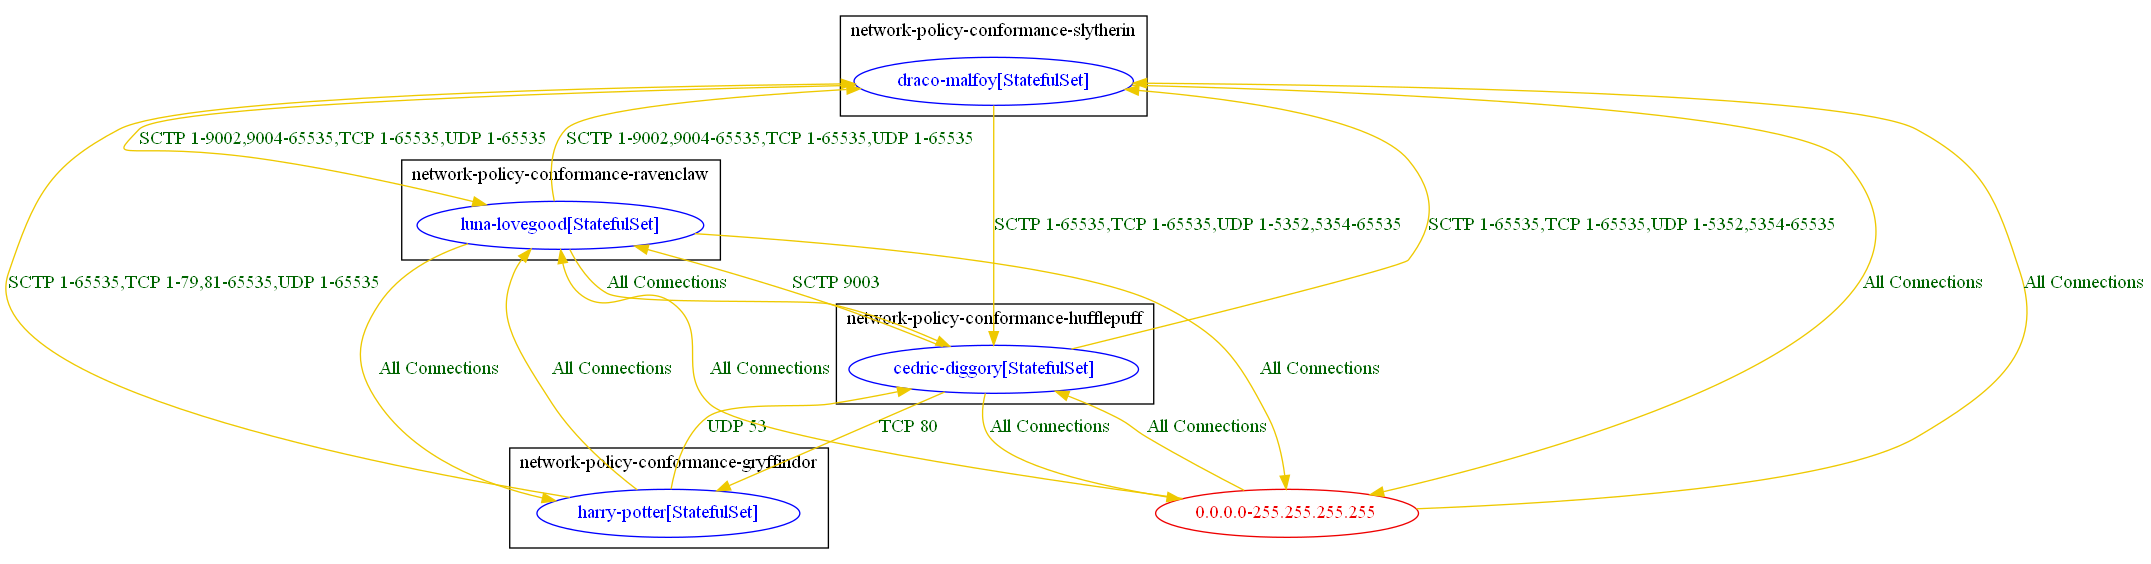 network-policy-conformance-slytherin
draco-malfoy[StatefulSet]
SCTP 1-9002,9004-65535,TCP 1-65535,UDP 1-65535
SCTP 1-9002,9004-65535,TCP 1-65535,UDP 1-65535
network-policy-conformance-ravenclaw
luna-lovegood[StatefulSet]
SCTP 1-65535,TCP 1-65535,UDP 1-5352,5354-65535
SCTP 1-65535,TCP 1-65535,UDP 1-5352,5354-65535
SCTP 1-65535,TCP 1-79,81-65535,UDP 1-65535
All Connections
SCTP 9003
All Connections
All Connections
network-policy-conformance-hufflepuff
cedric-diggory[StatefulSet]
All Connections
All Connections
All Connections
All Connections
UDP 53
TCP 80
All Connections
All Connections
network-policy-conformance-gryffindor
harry-potter[StatefulSet]
0.0.0.0-255.255.255.255